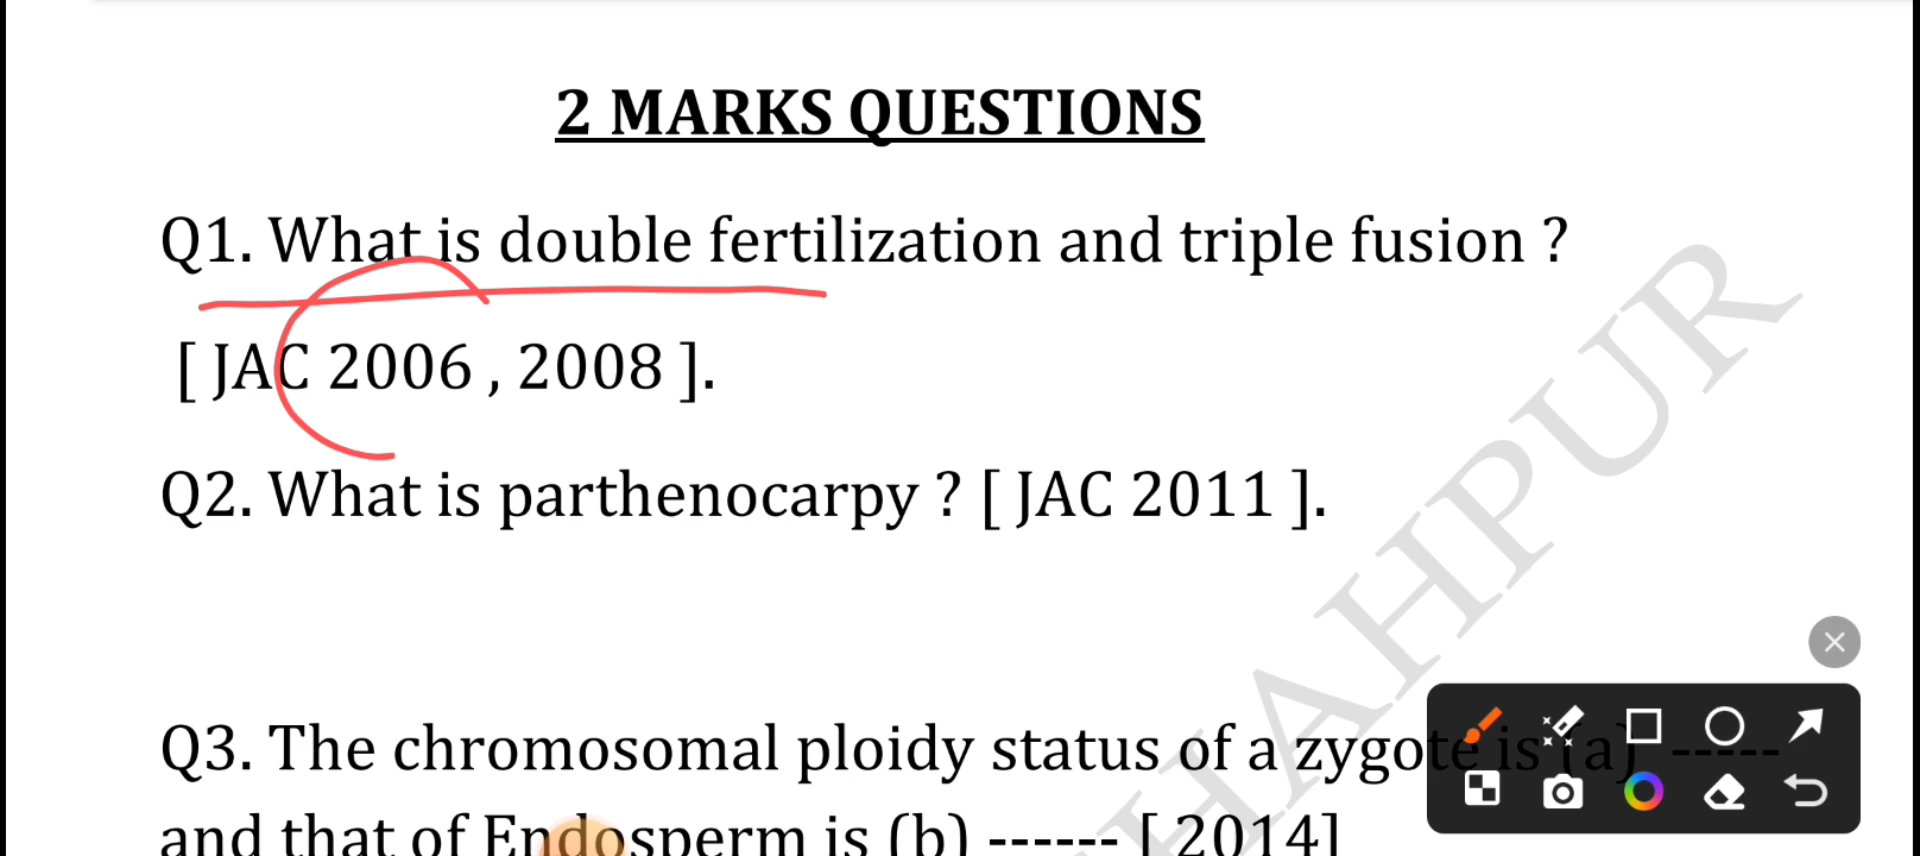 2 MARKS QUESTIONS
Q1. What is double fertilization and triple fusion ?
[ JAC 2006 , 2008 ].
Q2. What is parthenocarpy ? [ JAC 2011 ].
Q3. The chromosomal ploidy status of a zygote is (a) -----
and that of Endosperm is (b) ------ [ 2014]
HAHPUR